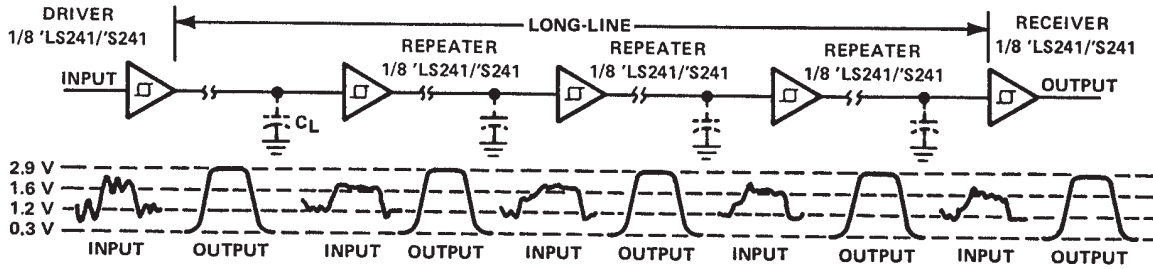 DRIVER
1/8 'LS241/'S241
LONG-LINE
RECEIVER
1/8 'LS241/'S241
REPEATER
1/8 'LS241/'S241
REPEATER
1/8 'LS241/'S241
REPEATER
1/8 'LS241/'S241
INPUT
OUTPUT
CL
2.9 V
1.6 V
1.2 V
0.3 V
INPUT OUTPUT INPUT OUTPUT INPUT OUTPUT INPUT OUTPUT INPUT OUTPUT